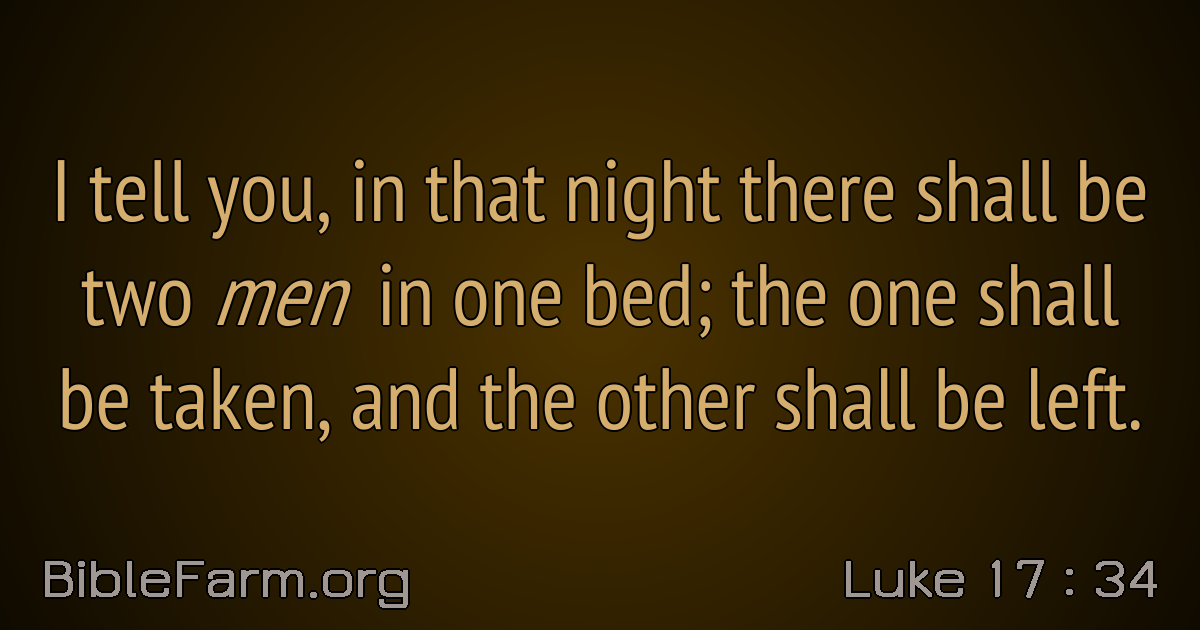 I tell you, in that night there shall be
two men in one bed; the one shall
be taken, and the other shall be left.
BibleFarm.org
Luke 17 : 34